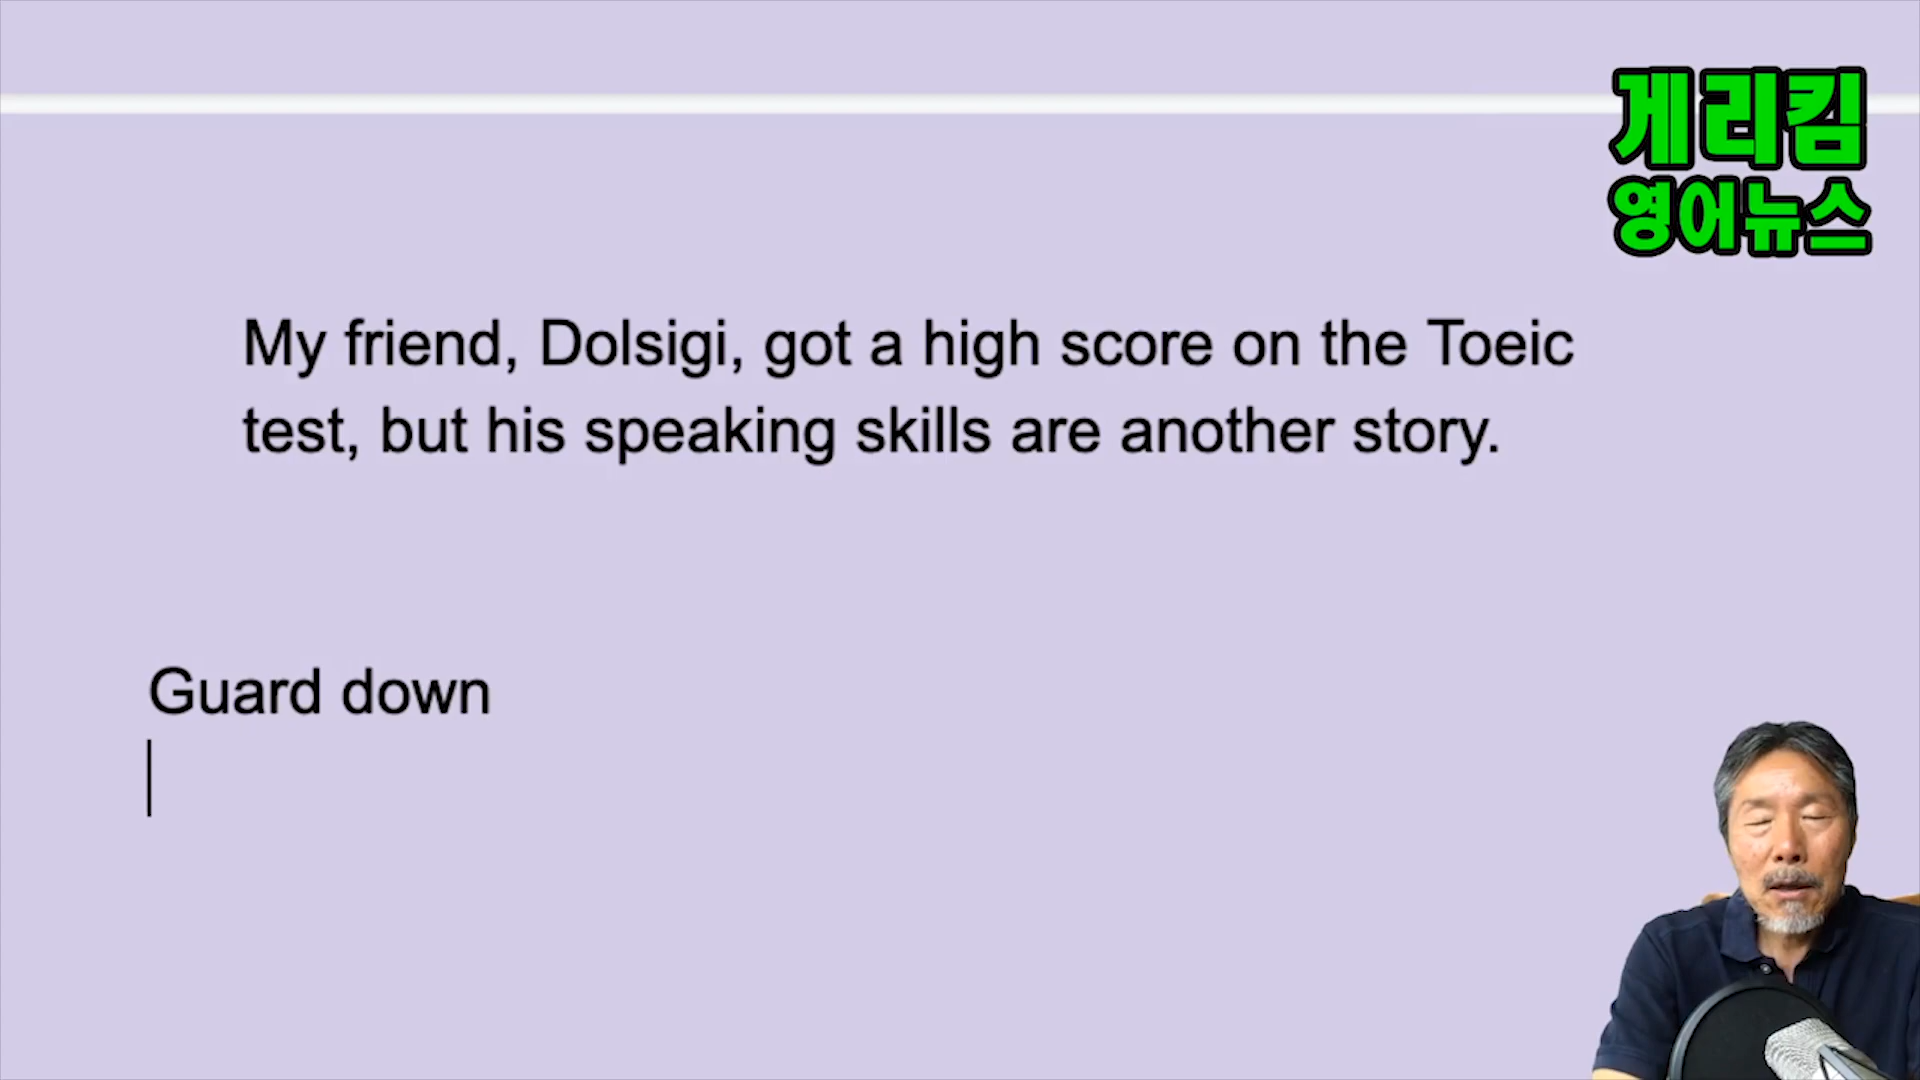 게리킴
영어뉴스
My friend, Dolsigi, got a high score on the Toeic
test, but his speaking skills are another story.
Guard down